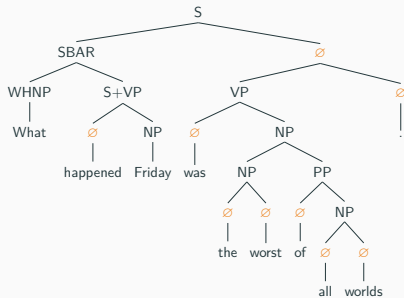 S
SBAR ∅
WHNP S+VP VP ∅
What ∅ NP ∅ NP .
happened Friday was NP PP
∅ ∅ ∅ NP
the worst of ∅ ∅
all worlds